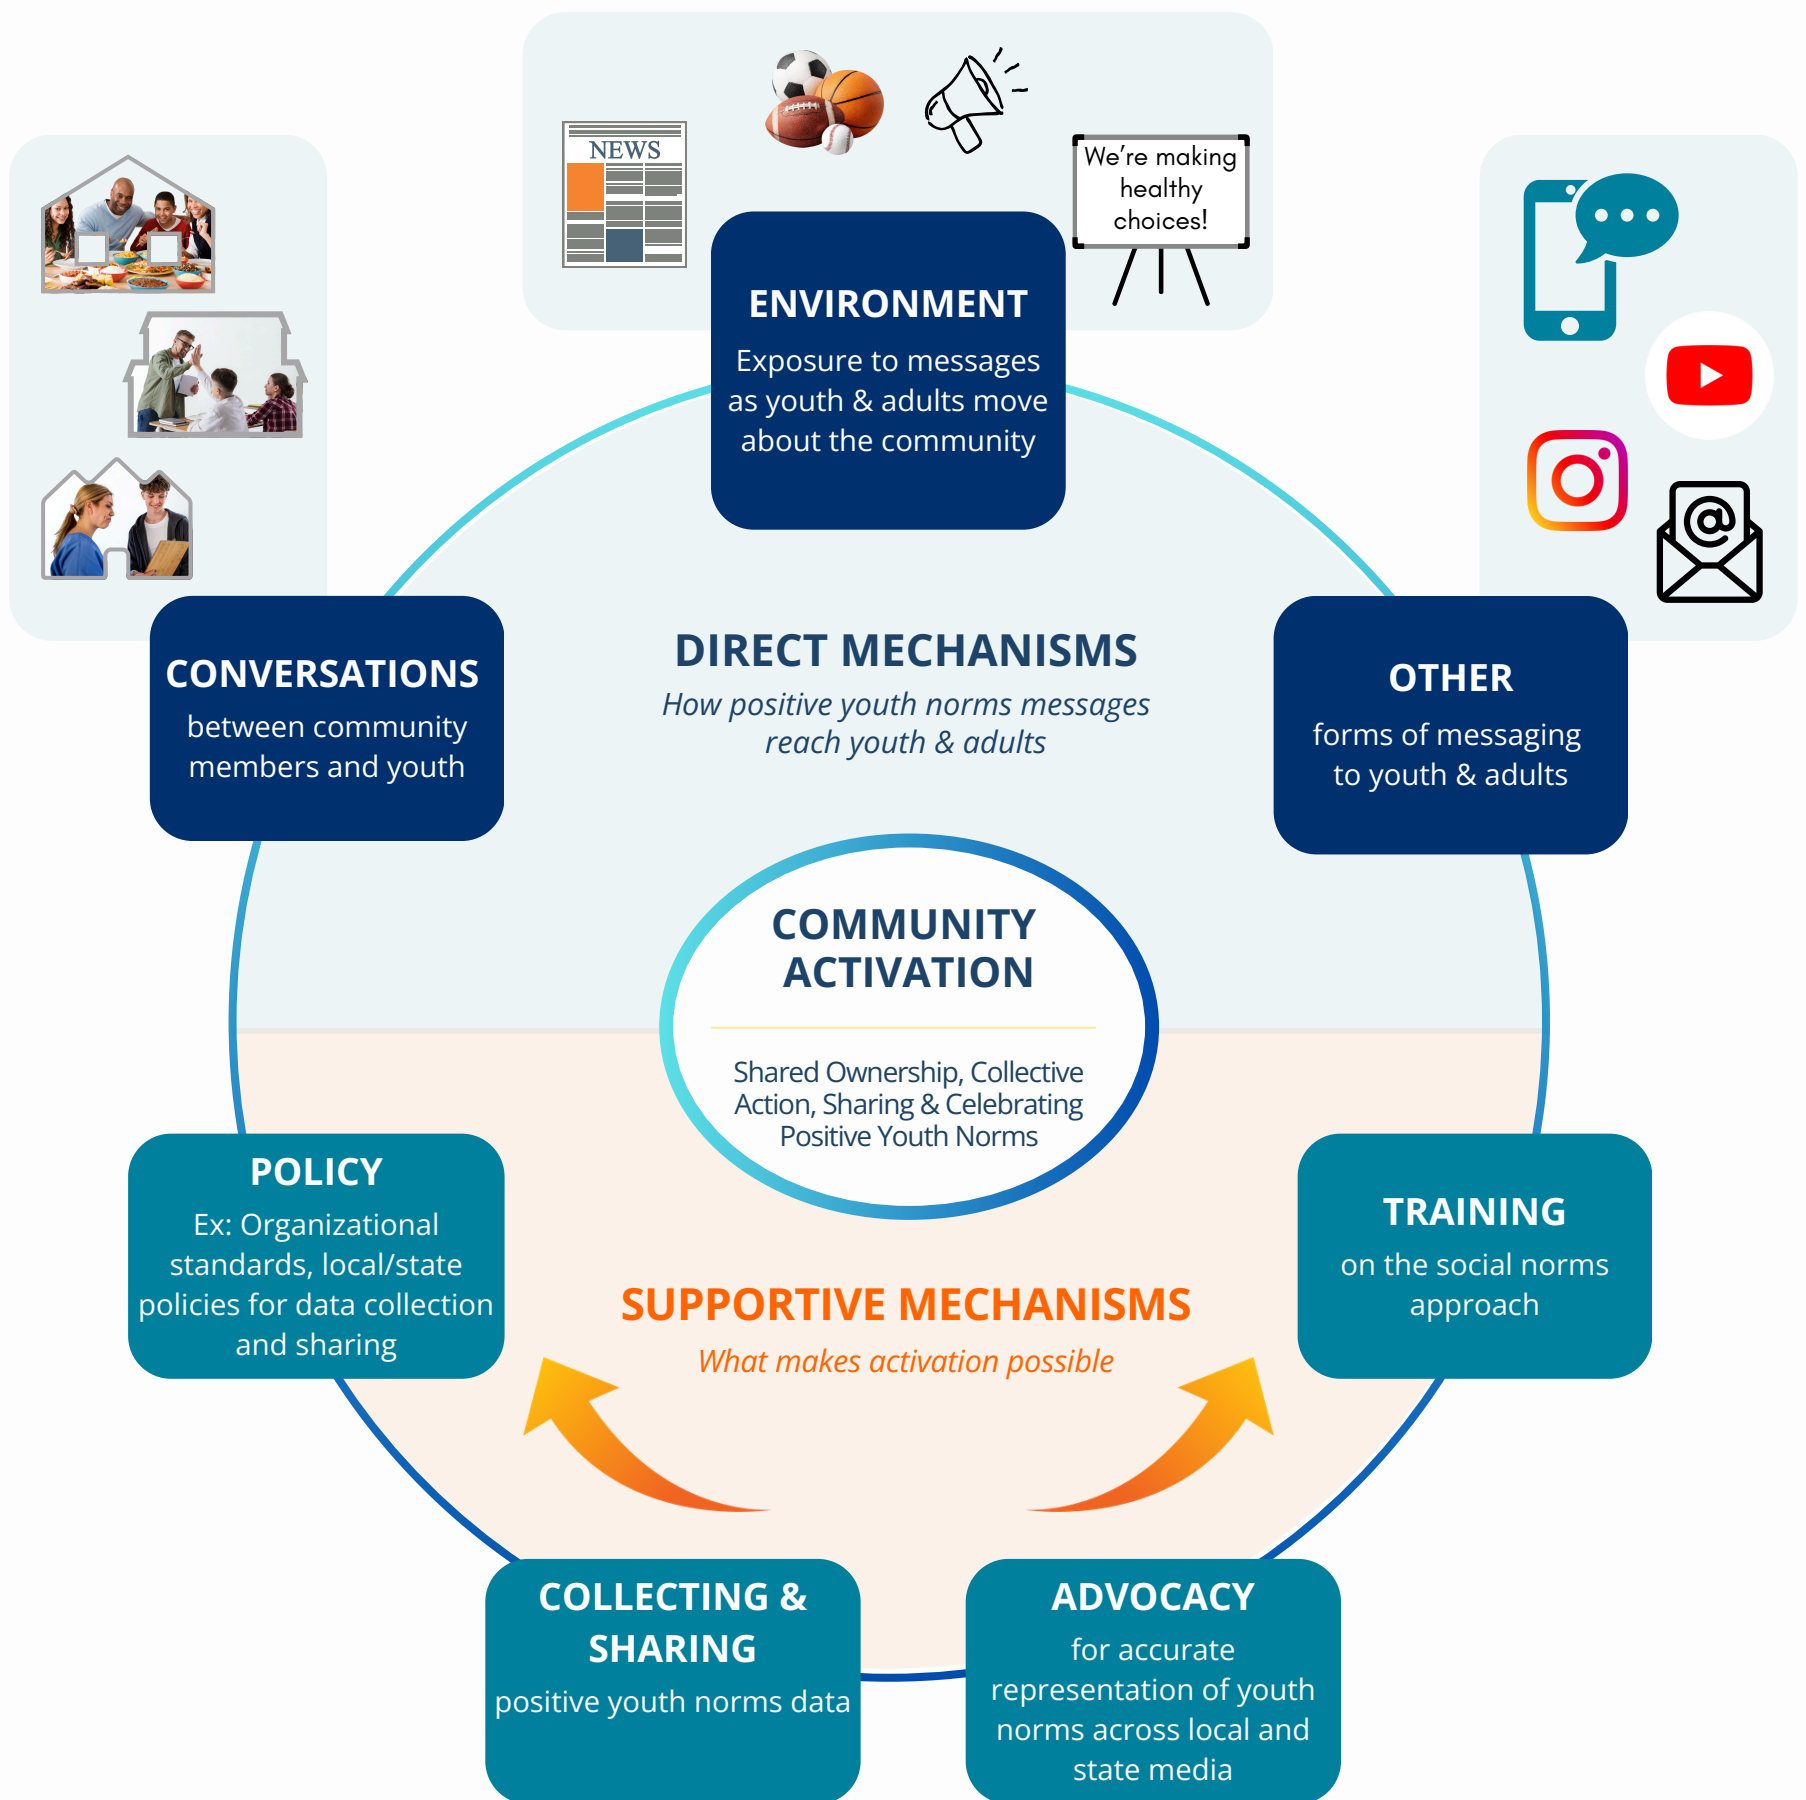 NEWS
We're making
healthy
choices!
ENVIRONMENT
Exposure to messages
as youth & adults move
about the community
CONVERSATIONS
between community
members and youth
DIRECT MECHANISMS
How positive youth norms messages
reach youth & adults
OTHER
forms of messaging
to youth & adults
COMMUNITY
ACTIVATION
Shared Ownership, Collective
Action, Sharing & Celebrating
Positive Youth Norms
POLICY
Ex: Organizational
standards, local/state
policies for data collection
and sharing
TRAINING
on the social norms
approach
SUPPORTIVE MECHANISMS
What makes activation possible
COLLECTING &
SHARING
positive youth norms data
ADVOCACY
for accurate
representation of youth
norms across local and
state media